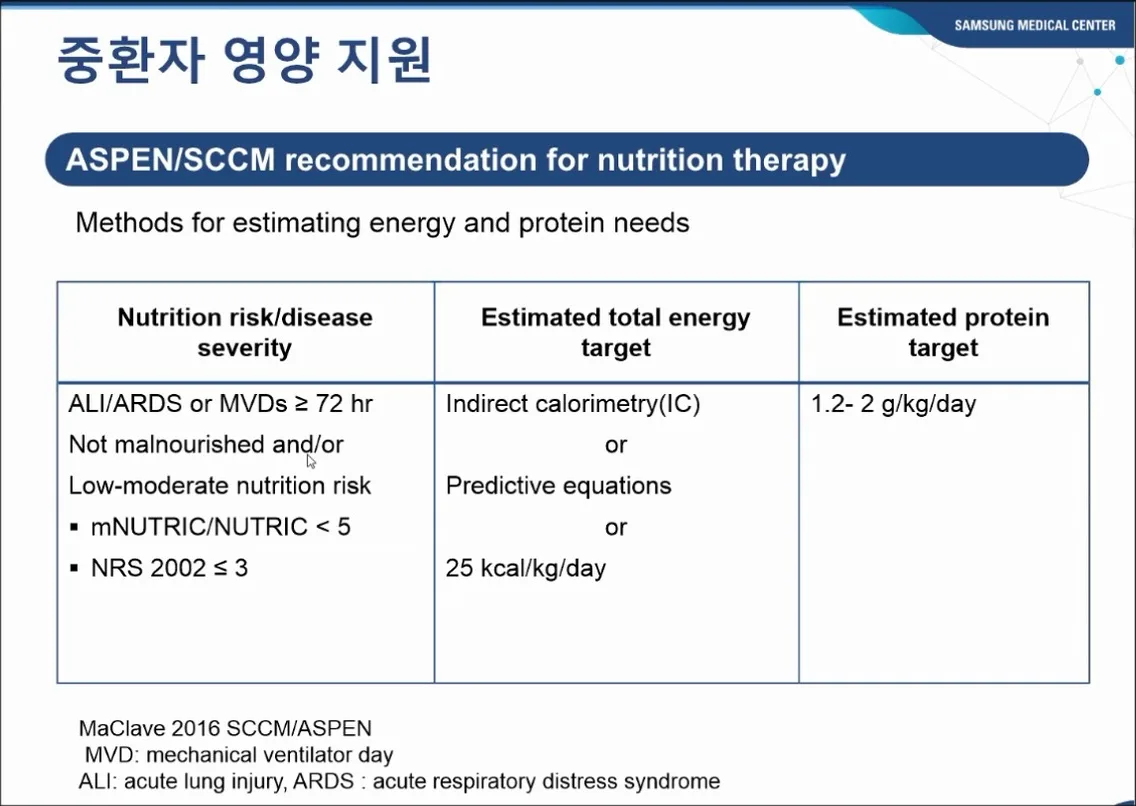 SAMSUNG MEDICAL CENTER
중환자 영양 지원
ASPEN/SCCM recommendation for nutrition therapy
Methods for estimating energy and protein needs
Nutrition risk/disease
severity
Estimated total energy
target
Estimated protein
target
ALI/ARDS or MVDs ≥ 72 hr
Not malnourished and/or
Low-moderate nutrition risk
▪ mNUTRIC/NUTRIC < 5
▪ NRS 2002 ≤ 3
Indirect calorimetry(IC)
or
Predictive equations
or
25 kcal/kg/day
1.2- 2 g/kg/day
MaClave 2016 SCCM/ASPEN
MVD: mechanical ventilator day
ALI: acute lung injury, ARDS : acute respiratory distress syndrome